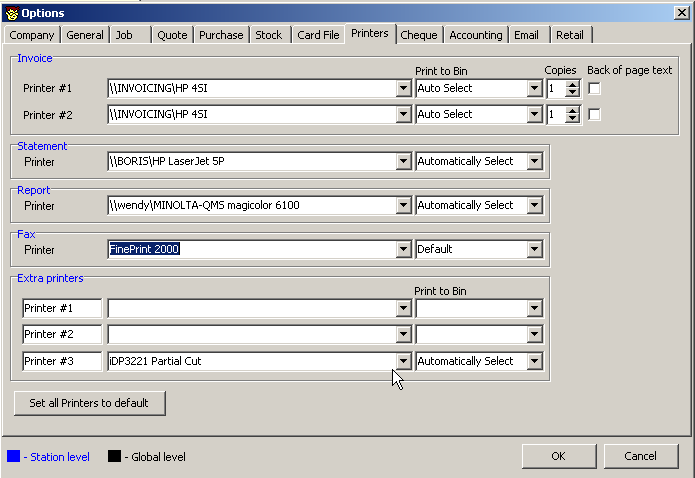 Options
Company General Job Quote Purchase Stock Card File Printers Cheque Accounting Email Retail
Invoice
Print to Bin Copies Back of page text
Printer #1 \\INVOICING\HP 4SI Auto Select 1
Printer #2 \\INVOICING\HP 4SI Auto Select 1
Statement
Printer \\BORIS\HP LaserJet 5P Automatically Select
Report
Printer \\wendy\MINOLTA-QMS magicolor 6100 Automatically Select
Fax
Printer FinePrint 2000 Default
Extra printers
Print to Bin
Printer #1
Printer #2
Printer #3 iDP3221 Partial Cut Automatically Select
Set all Printers to default
- Station level - Global level OK Cancel